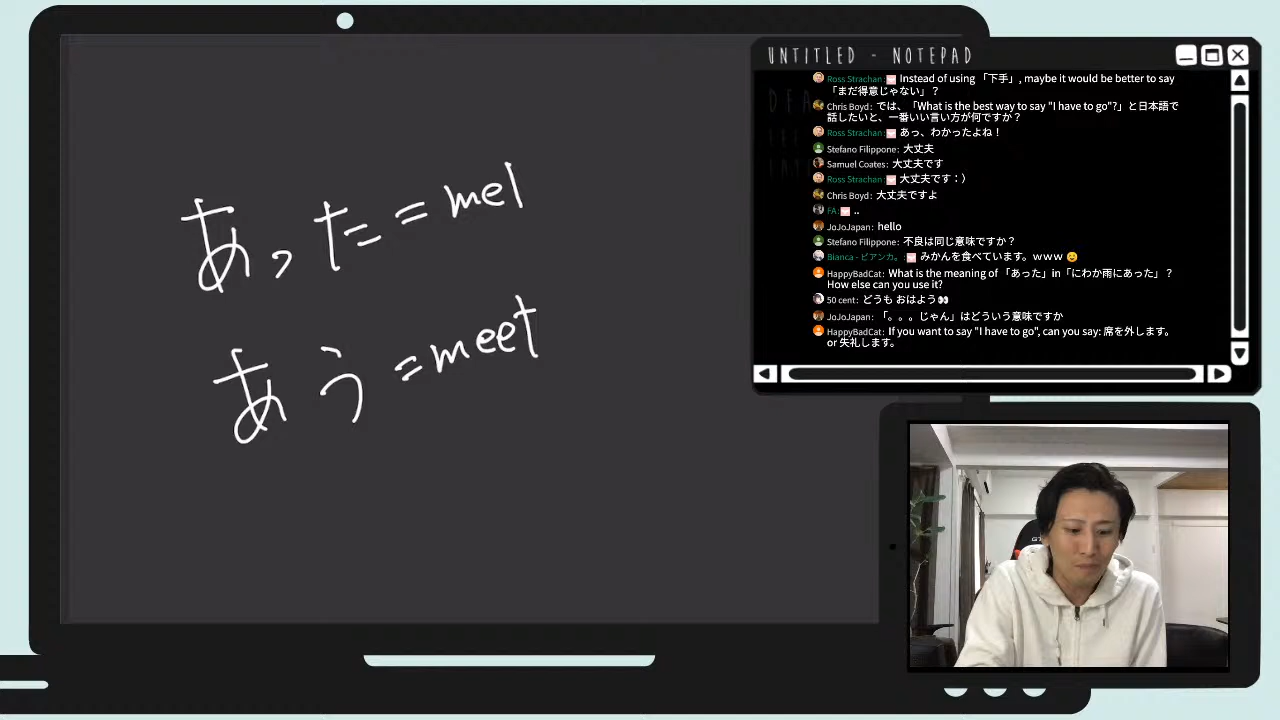 あった=mel
あう=meet
UNTITLED - NOTEPAD
Ross Strachan: Instead of using 「下手」, maybe it would be better to say
「まだ得意じゃない」？
Chris Boyd: では、「What is the best way to say "I have to go"?」と日本語で
話したいと、一番いい言い方が何ですか？
Ross Strachan: あっ、わかったよね！
Stefano Filippone: 大丈夫
Samuel Coates: 大丈夫です
Ross Strachan: 大丈夫です：）
Chris Boyd: 大丈夫ですよ
FA: ..
JoJoJapan: hello
Stefano Filippone: 不良は同じ意味ですか？
Bianca - ビアンカ。: みかんを食べています。ｗｗｗ 😆
HappyBadCat: What is the meaning of 「あった」in「にわか雨にあった」？
How else can you use it?
50 cent: どうも おはよう👀
JoJoJapan: 「。。。じゃん」はどういう意味ですか
HappyBadCat: If you want to say "I have to go", can you say: 席を外します。
or 失礼します。